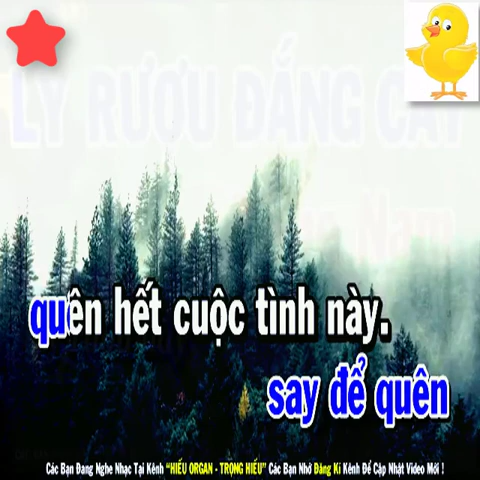 LY RƯỢU ĐẮNG CAY
Nam
quên hết cuộc tình này.
say để quên
Các Bạn Đang Nghe Nhạc Tại Kênh "HIẾU ORGAN - TRỌNG HIẾU" Các Bạn Nhớ Đăng Kí Kênh Để Cập Nhật Video Mới !